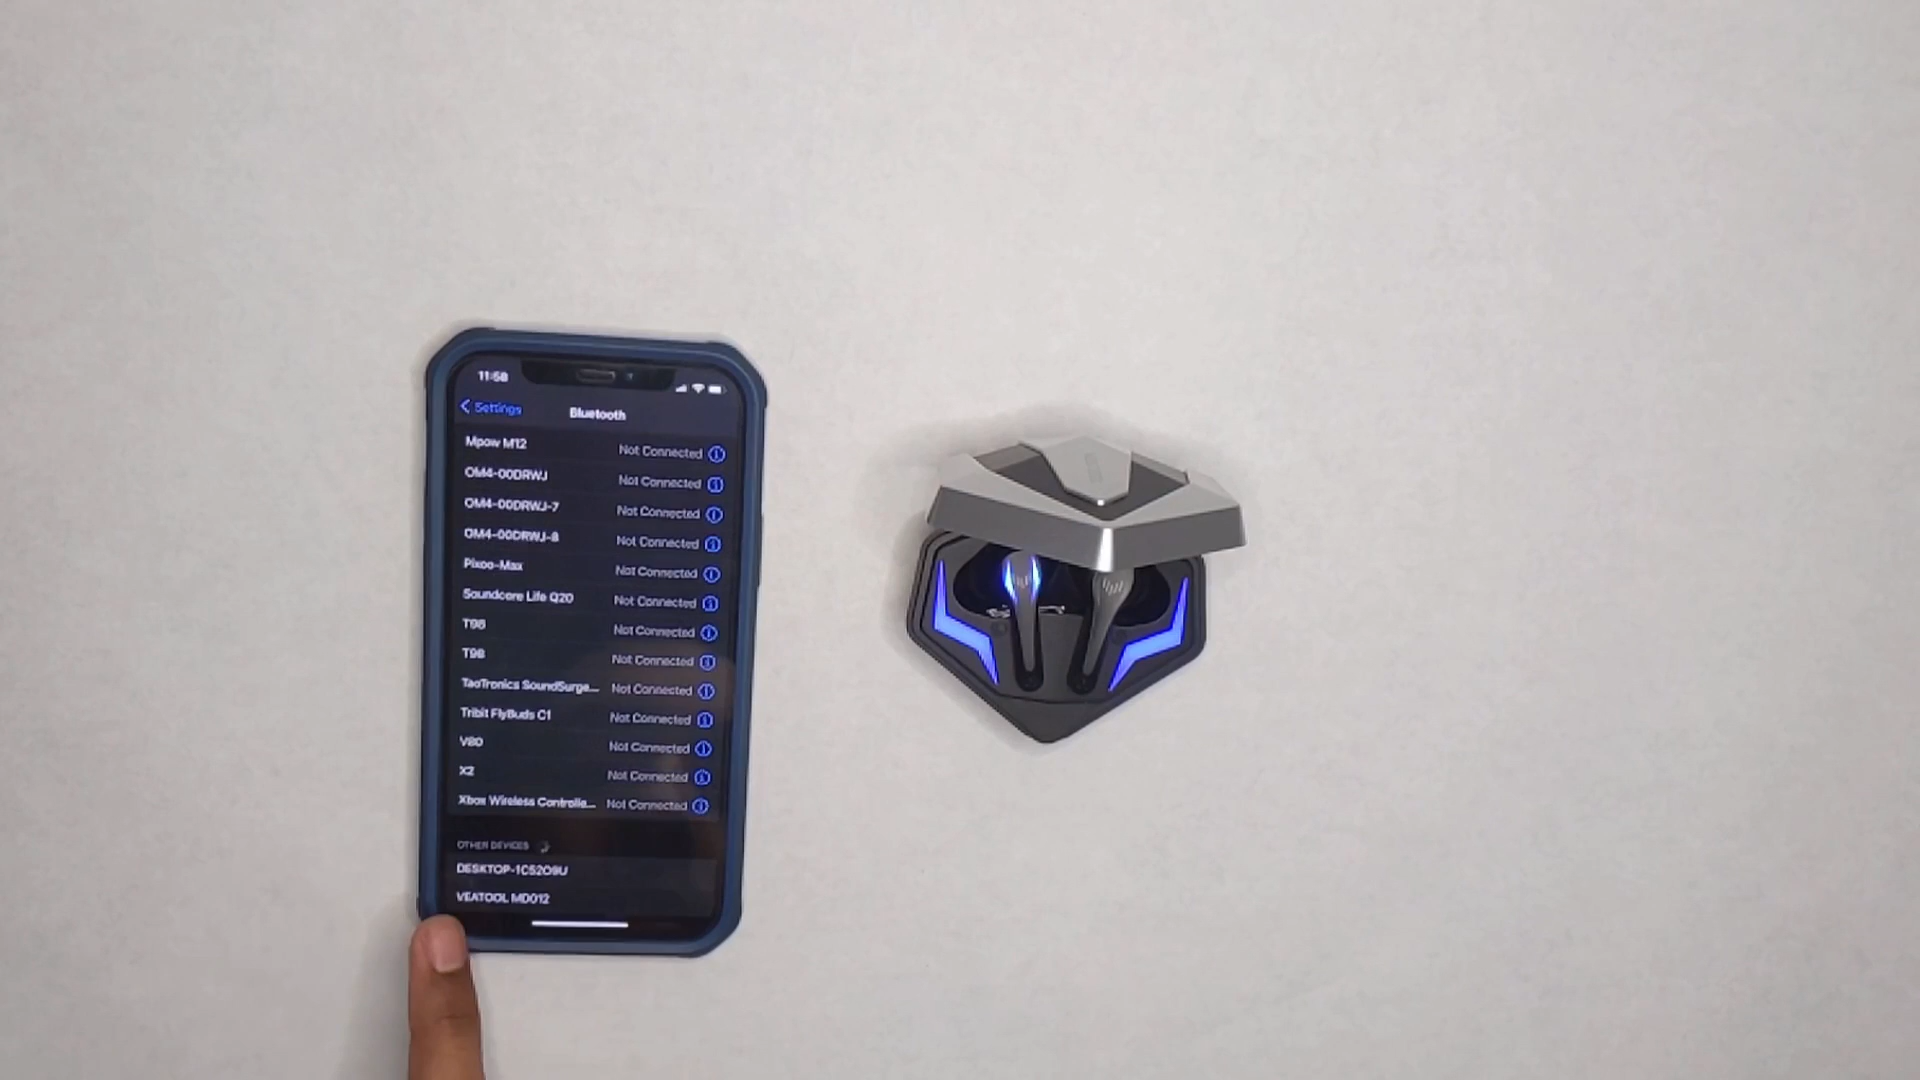 11:58
Settings
Bluetooth
Mpow M12 Not Connected
OM4-00DRWJ Not Connected
OM4-00DRWJ-7 Not Connected
OM4-00DRWJ-8 Not Connected
Pixoo-Max Not Connected
Soundcore Life Q20 Not Connected
T98 Not Connected
T98 Not Connected
TaoTronics SoundSurge... Not Connected
Tribit FlyBuds C1 Not Connected
V80 Not Connected
X2 Not Connected
Xbox Wireless Controlle... Not Connected
OTHER DEVICES
DESKTOP-1C52O9U
VEATOOL MD012